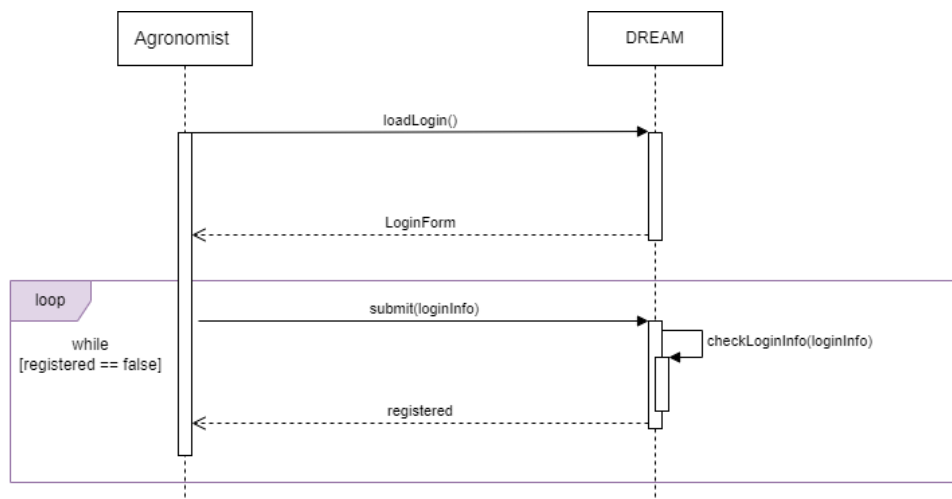 Agronomist
DREAM
loadLogin()
LoginForm
loop
submit(loginInfo)
while
[registered == false]
checkLoginInfo(loginInfo)
registered